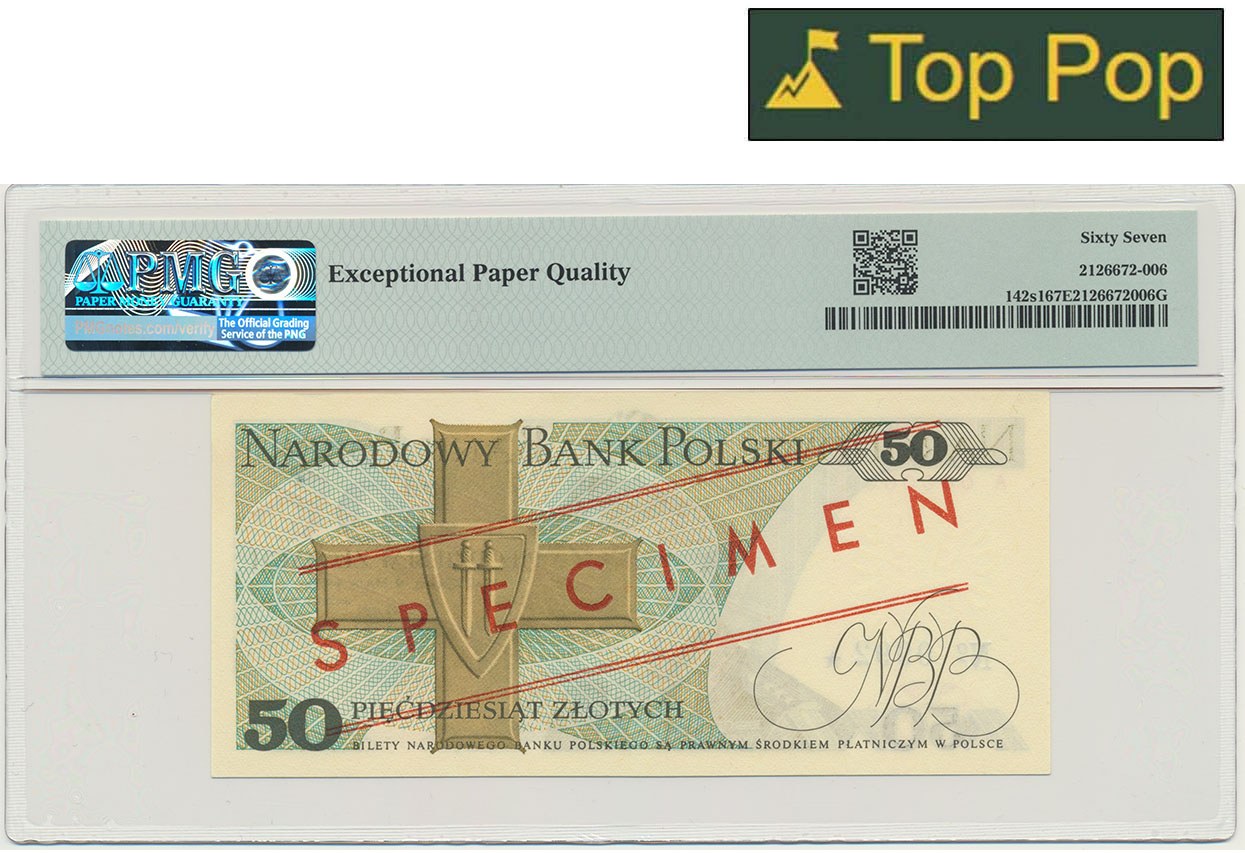 Top Pop
PMG
PAPER MONEY GUARANTY
PMGnotes.com/verify
The Official Grading
Service of the PNG
Exceptional Paper Quality
Sixty Seven
2126672-006
142s167E2126672006G
NARODOWY BANK POLSKI
50
SPECIMEN
NBP
50
PIĘĆDZIESIĄT ZŁOTYCH
BILETY NARODOWEGO BANKU POLSKIEGO SĄ PRAWNYM ŚRODKIEM PŁATNICZYM W POLSCE